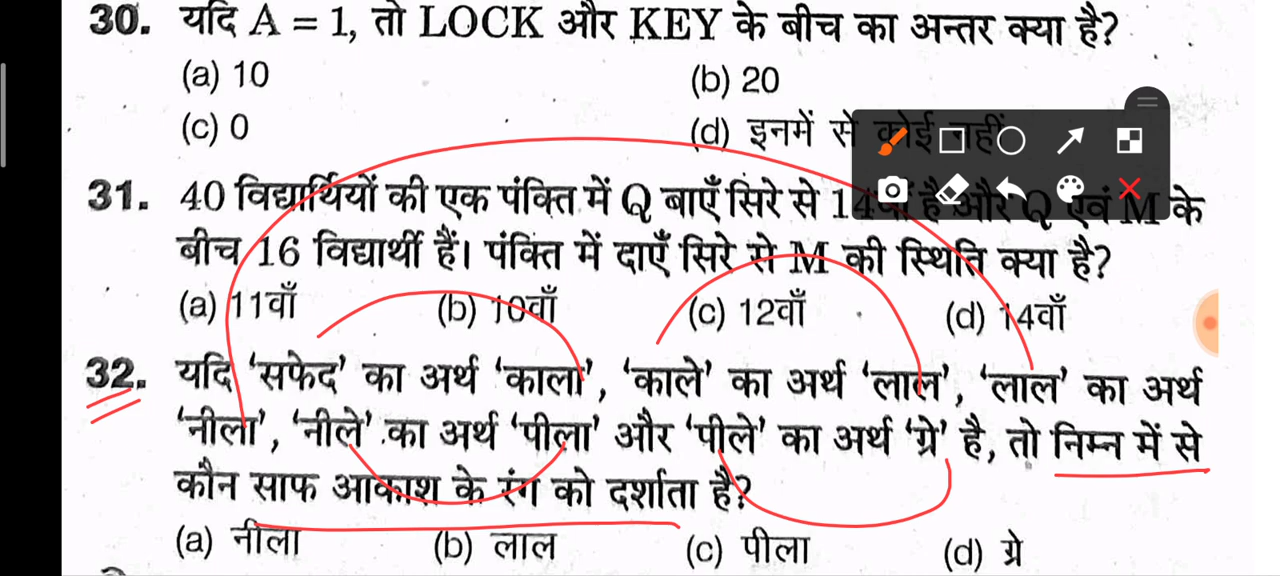 30. यदि A = 1, तो LOCK और KEY के बीच का अन्तर क्या है?
(a) 10 (b) 20
(c) 0 (d) इनमें से कोई नहीं
31. 40 विद्यार्थियों की एक पंक्ति में Q बाएँ सिरे से 14वाँ है और Q एवं M के
बीच 16 विद्यार्थी हैं। पंक्ति में दाएँ सिरे से M की स्थिति क्या है?
(a) 11वाँ (b) 10वाँ (c) 12वाँ (d) 14वाँ
32. यदि 'सफेद' का अर्थ 'काला', 'काले' का अर्थ 'लाल', 'लाल' का अर्थ
'नीला', 'नीले' का अर्थ 'पीला' और 'पीले' का अर्थ 'ग्रे' है, तो निम्न में से
कौन साफ आकाश के रंग को दर्शाता है?
(a) नीला (b) लाल (c) पीला (d) ग्रे